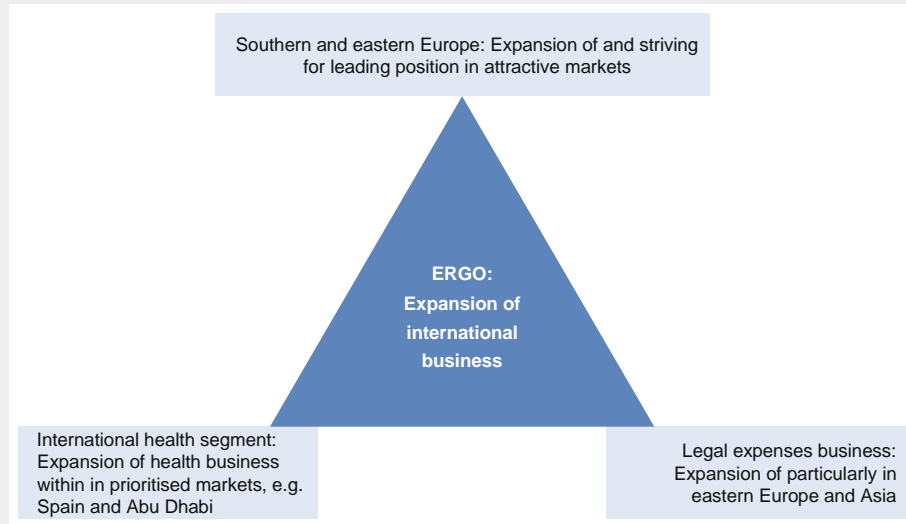 Southern and eastern Europe: Expansion of and striving
for leading position in attractive markets
ERGO:
Expansion of
international
business
International health segment:
Expansion of health business
within in prioritised markets, e.g.
Spain and Abu Dhabi
Legal expenses business:
Expansion of particularly in
eastern Europe and Asia